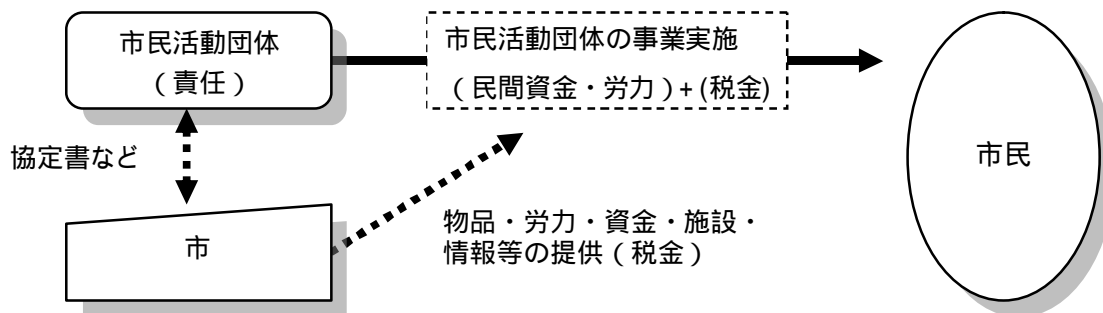 市民活動団体
（責任）
市民活動団体の事業実施
（民間資金・労力）+(税金)
協定書など
市民
市
物品・労力・資金・施設・
情報等の提供（税金）